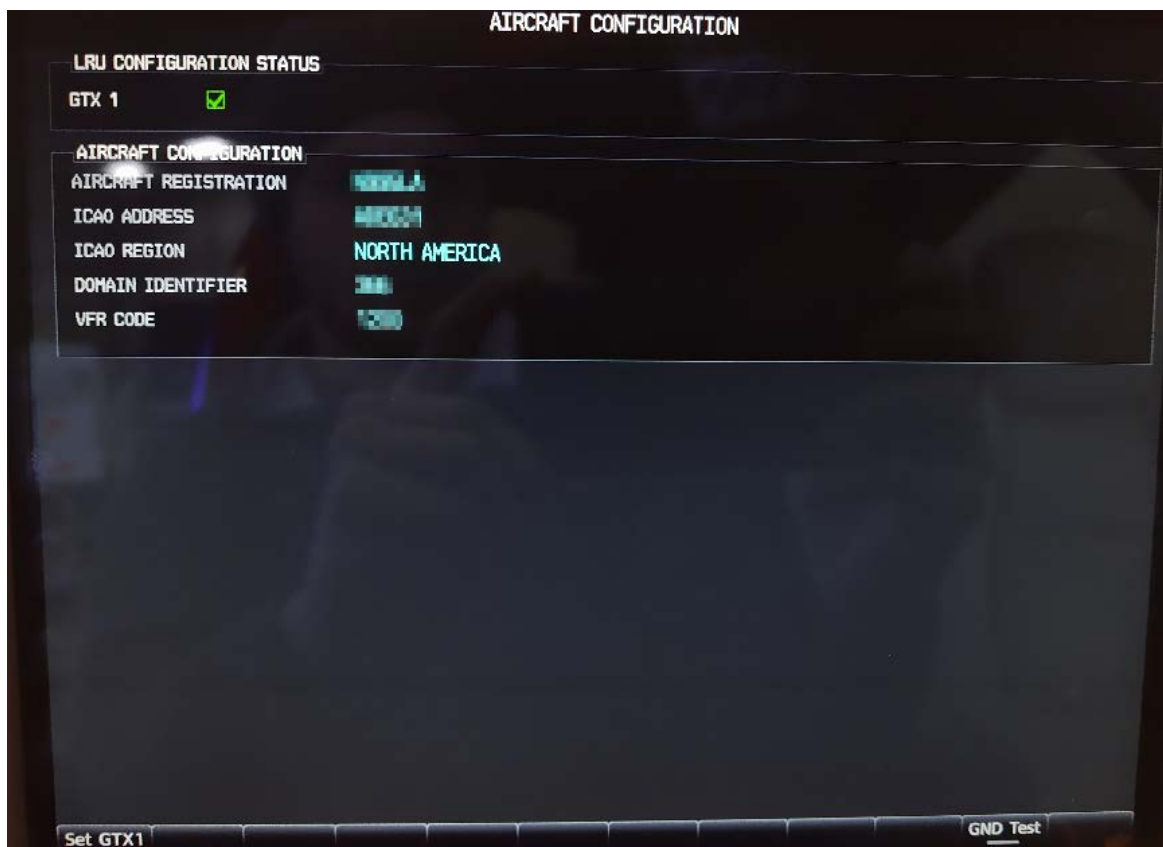 AIRCRAFT CONFIGURATION
LRU CONFIGURATION STATUS
GTX 1
AIRCRAFT CONFIGURATION
AIRCRAFT REGISTRATION
ICAO ADDRESS
ICAO REGION NORTH AMERICA
DOMAIN IDENTIFIER
VFR CODE
Set GTX1 GND Test